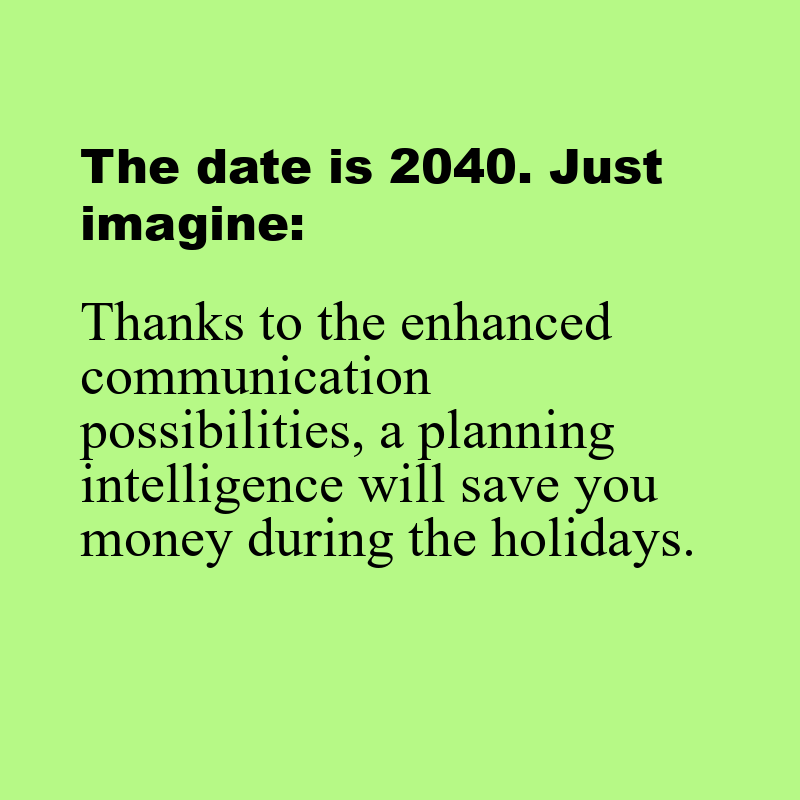 The date is 2040. Just
imagine:
Thanks to the enhanced
communication
possibilities, a planning
intelligence will save you
money during the holidays.